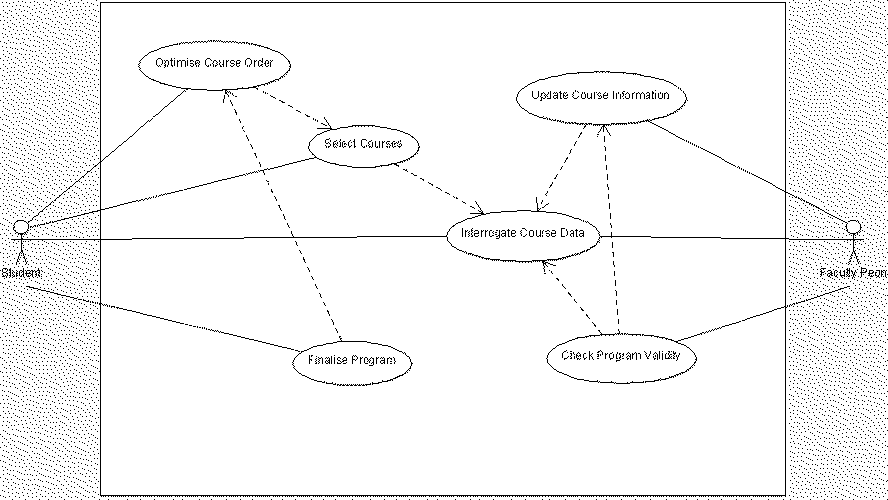 Optimise Course Order
Update Course Information
Select Courses
Interrogate Course Data
Student
Faculty Peon
Finalise Program
Check Program Validity